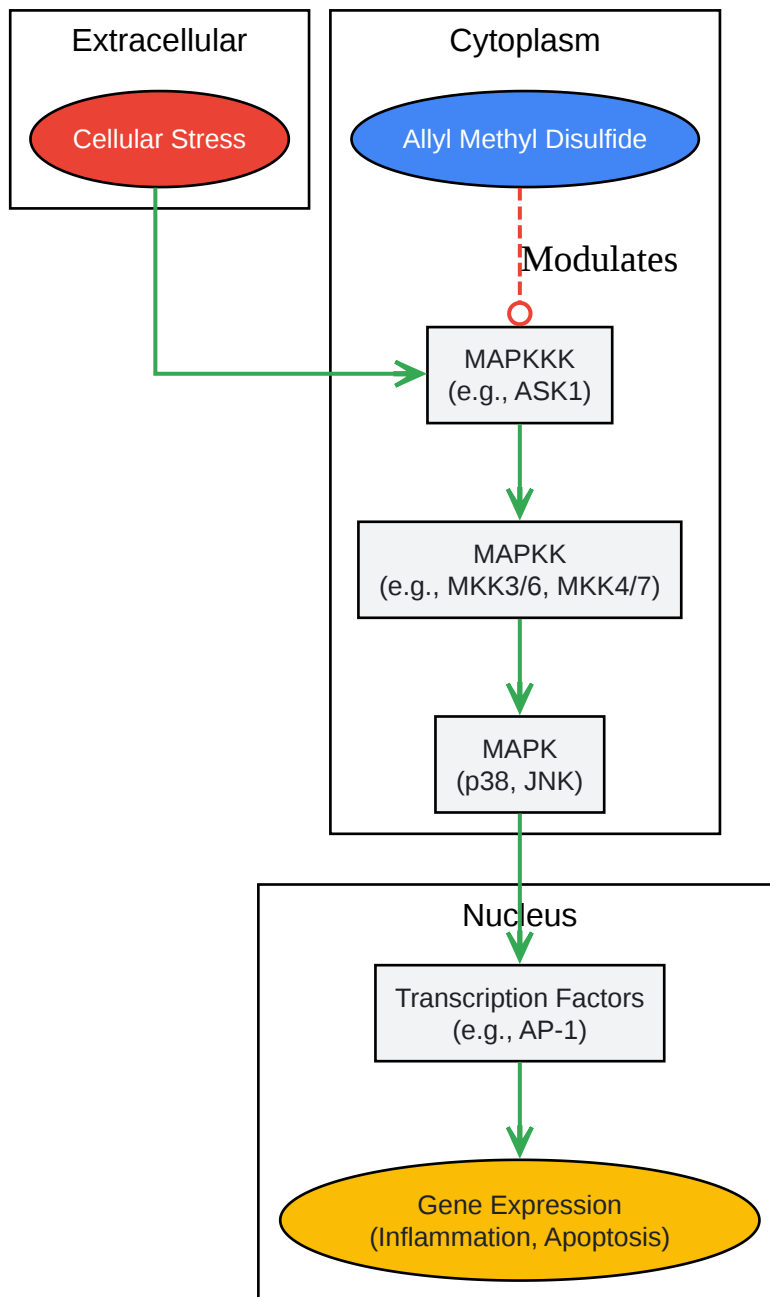 Extracellular
Cytoplasm
Cellular Stress
Allyl Methyl Disulfide
Modulates
MAPKKK
(e.g., ASK1)
MAPKK
(e.g., MKK3/6, MKK4/7)
MAPK
(p38, JNK)
Nucleus
Transcription Factors
(e.g., AP-1)
Gene Expression
(Inflammation, Apoptosis)